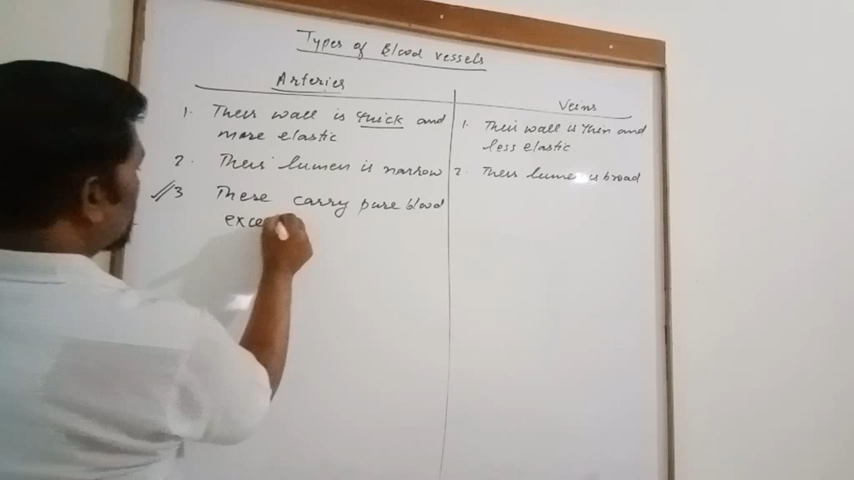 Types of Blood vessels
Arteries
1. Their wall is thick and
more elastic
2. Their lumen is narrow
3 These carry pure blood
exce
Veins
1. Their wall is thin and
less elastic.
2. Their lumen is broad